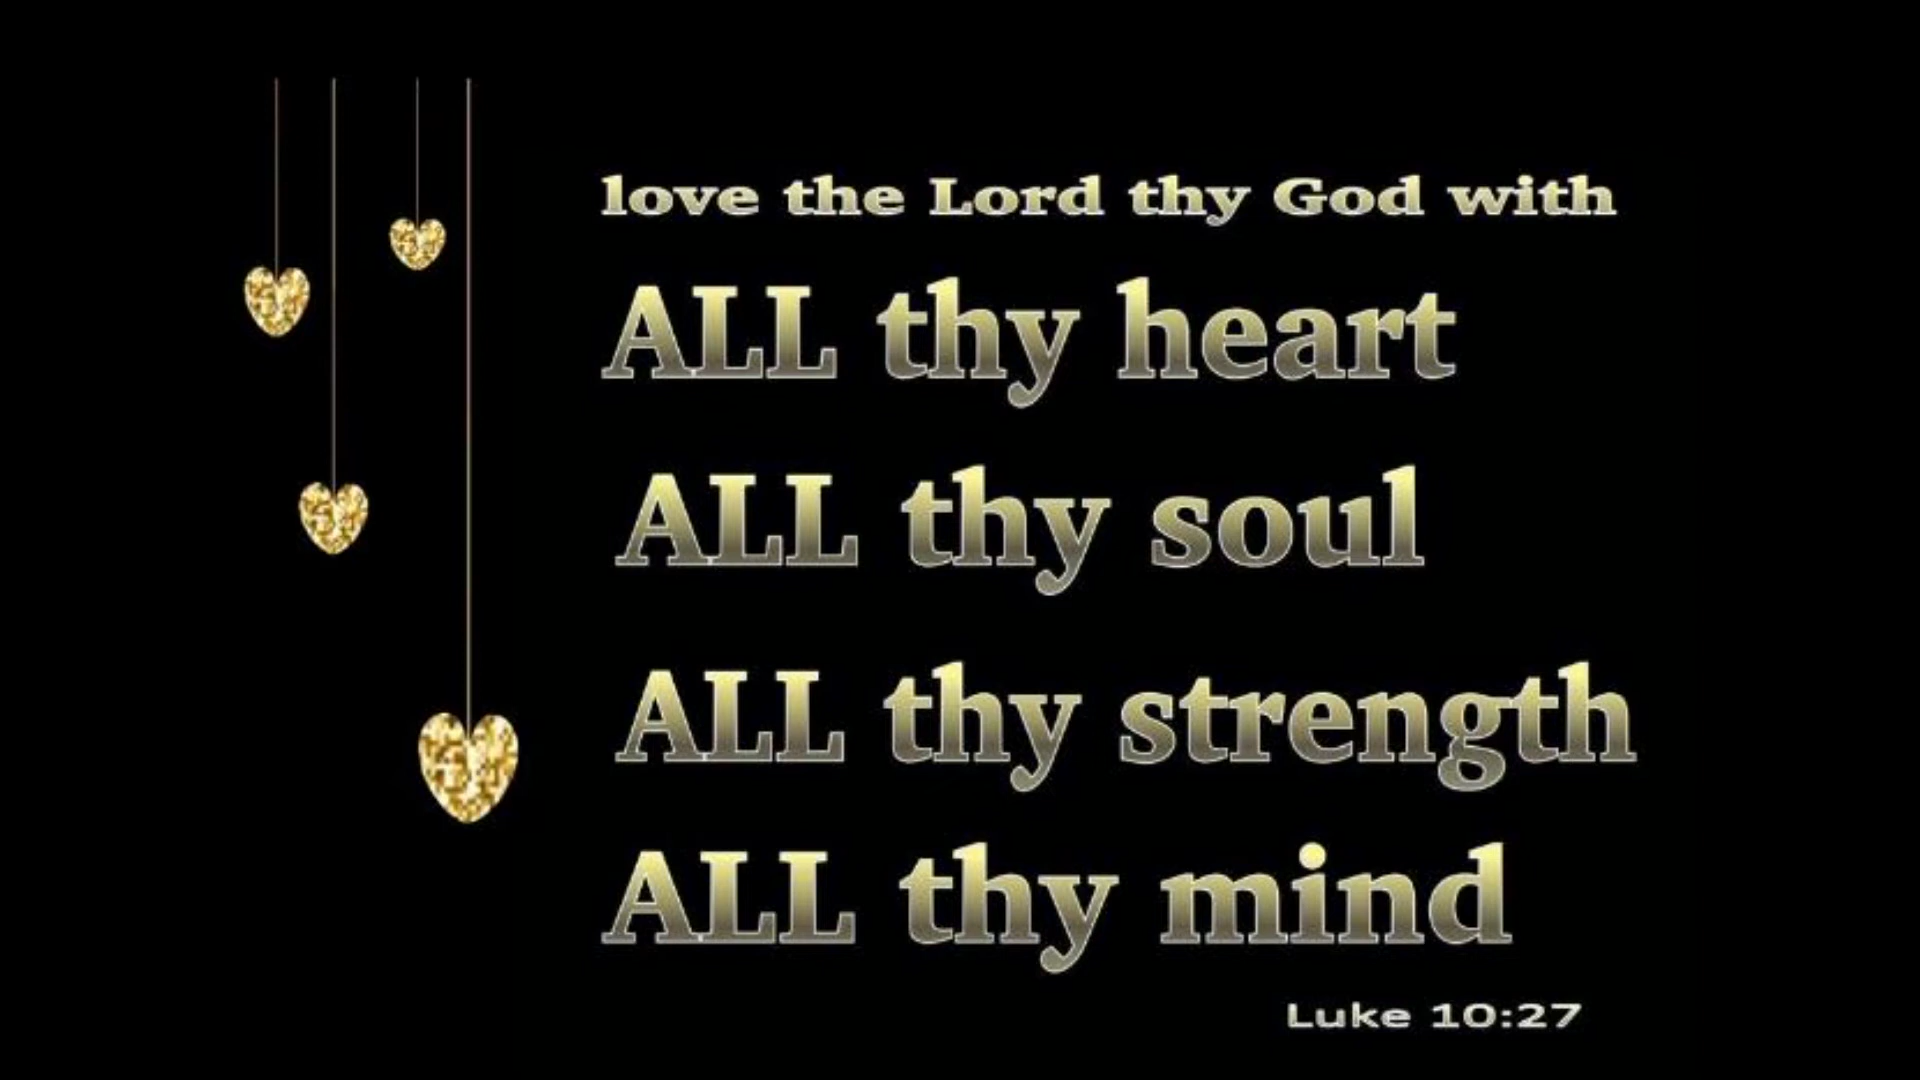 love the Lord thy God with
ALL thy heart
ALL thy soul
ALL thy strength
ALL thy mind
Luke 10:27